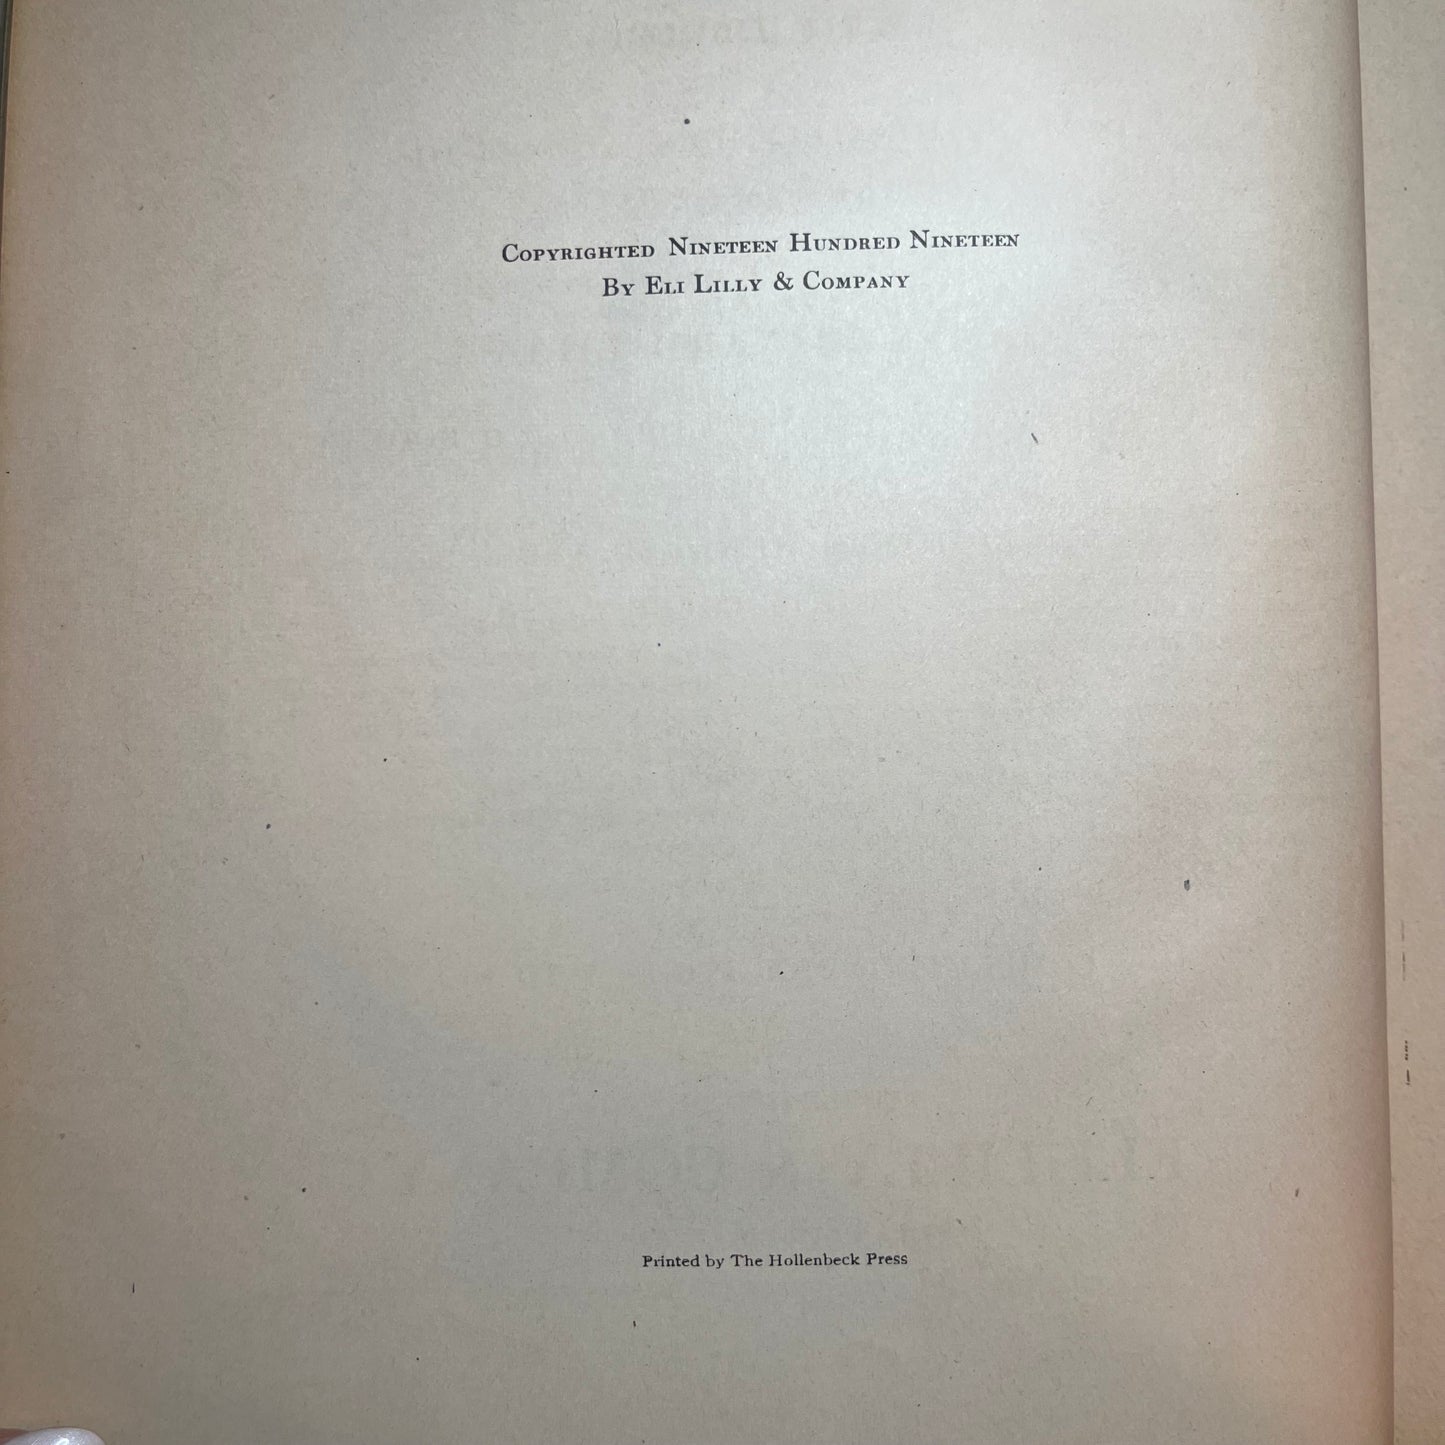 Copyrighted Nineteen Hundred Nineteen
By Eli Lilly & Company
Printed by The Hollenbeck Press